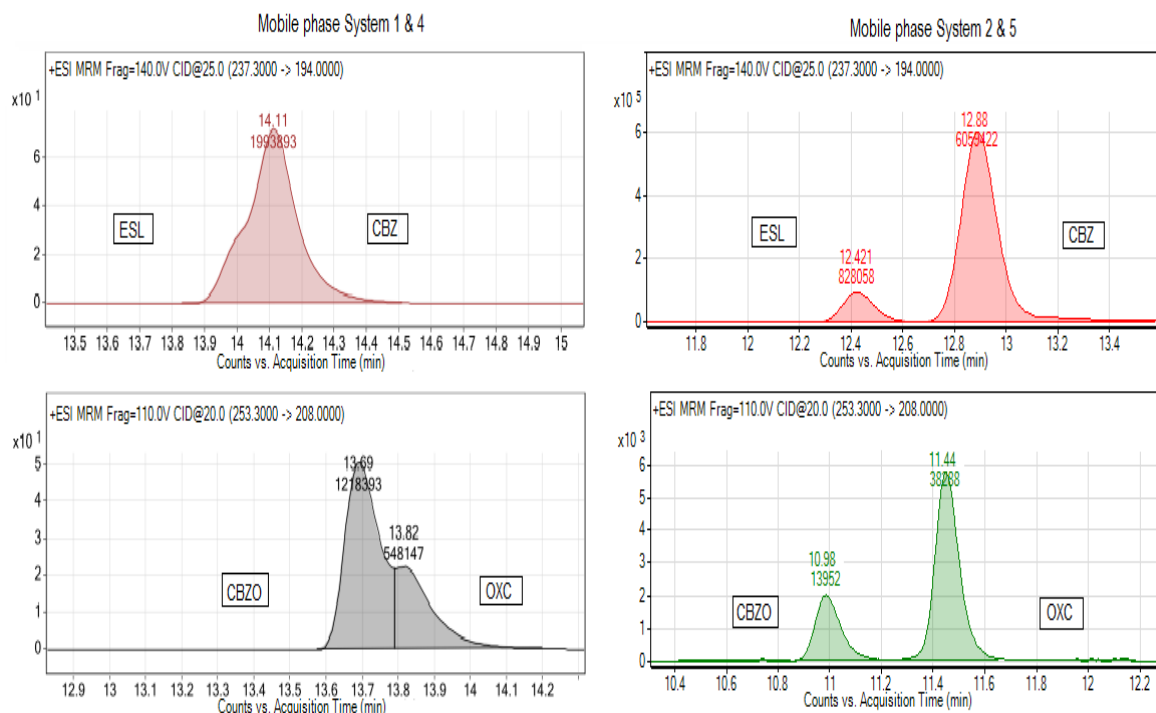 Mobile phase System 1 & 4
+ESI MRM Frag=140.0V CID@25.0 (237.3000 -> 194.0000)
x10 1
14.11
1993893
6
4
2
0
ESL
CBZ
13.5 13.6 13.7 13.8 13.9 14 14.1 14.2 14.3 14.4 14.5 14.6 14.7 14.8 14.9 15
Counts vs. Acquisition Time (min)
Mobile phase System 2 & 5
+ESI MRM Frag=140.0V CID@25.0 (237.3000 -> 194.0000)
x10 5
12.88
6053422
6
4
2
0
ESL
12.421
828058
CBZ
11.8 12 12.2 12.4 12.6 12.8 13 13.2 13.4
Counts vs. Acquisition Time (min)
+ESI MRM Frag=110.0V CID@20.0 (253.3000 -> 208.0000)
x10 1
13.69
1218393
13.82
548147
5
4
3
2
1
0
CBZO
OXC
12.9 13 13.1 13.2 13.3 13.4 13.5 13.6 13.7 13.8 13.9 14 14.1 14.2
Counts vs. Acquisition Time (min)
+ESI MRM Frag=110.0V CID@20.0 (253.3000 -> 208.0000)
x10 3
11.44
10.98
13952
6
5
4
3
2
1
0
CBZO
OXC
10.4 10.6 10.8 11 11.2 11.4 11.6 11.8 12 12.2
Counts vs. Acquisition Time (min)